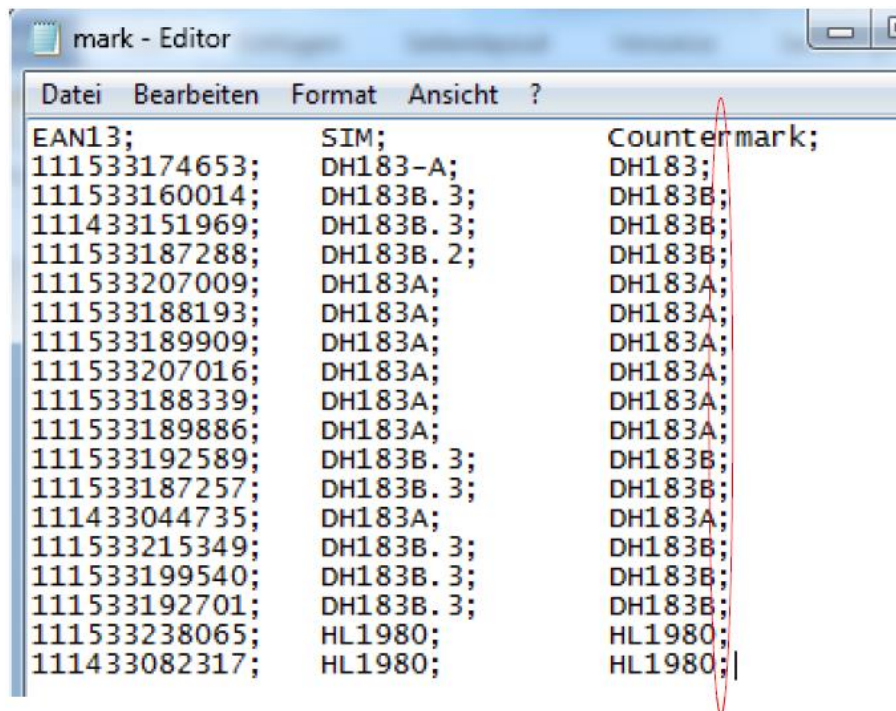 mark - Editor
Datei Bearbeiten Format Ansicht ?
EAN13; SIM; Countermark;
111533174653; DH183-A; DH183;
111533160014; DH183B.3; DH183B;
111433151969; DH183B.3; DH183B;
111533187288; DH183B.2; DH183B;
111533207009; DH183A; DH183A;
111533188193; DH183A; DH183A;
111533189909; DH183A; DH183A;
111533207016; DH183A; DH183A;
111533188339; DH183A; DH183A;
111533189886; DH183A; DH183A;
111533192589; DH183B.3; DH183B;
111533187257; DH183B.3; DH183B;
111433044735; DH183A; DH183A;
111533215349; DH183B.3; DH183B;
111533199540; DH183B.3; DH183B;
111533192701; DH183B.3; DH183B;
111533238065; HL1980; HL1980;
111433082317; HL1980; HL1980;